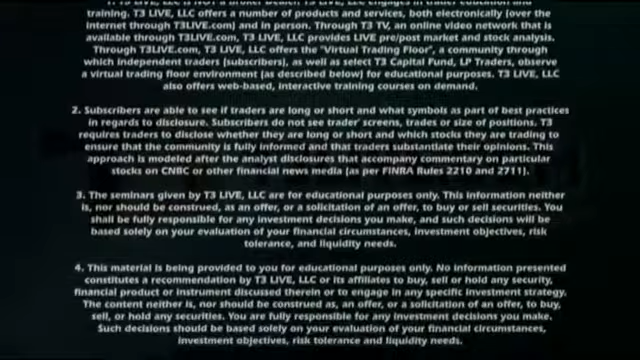 1. T3 LIVE, LLC is NOT a Broker Dealer. T3 LIVE, LLC engages in trader education and
training. T3 LIVE, LLC offers a number of products and services, both electronically (over the
internet through T3LIVE.com) and in person. Through T3 TV, an online video network that is
available through T3LIVE.com, T3 LIVE, LLC provides LIVE pre/post market and stock analysis.
Through T3LIVE.com, T3 LIVE, LLC offers the "Virtual Trading Floor", a community through
which independent traders (subscribers), as well as select T3 Capital Fund, LP Traders, observe
a virtual trading floor environment (as described below) for educational purposes. T3 LIVE, LLC
also offers web-based, interactive training courses on demand.
2. Subscribers are able to see if traders are long or short and what symbols as part of best practices
in regards to disclosure. Subscribers do not see trader' screens, trades or size of positions. T3
requires traders to disclose whether they are long or short and which stocks they are trading to
ensure that the community is fully informed and that traders substantiate their opinions. This
approach is modeled after the analyst disclosures that accompany commentary on particular
stocks on CNBC or other financial news media (as per FINRA Rules 2210 and 2711).
3. The seminars given by T3 LIVE, LLC are for educational purposes only. This information neither
is, nor should be construed, as an offer, or a solicitation of an offer, to buy or sell securities. You
shall be fully responsible for any investment decisions you make, and such decisions will be
based solely on your evaluation of your financial circumstances, investment objectives, risk
tolerance, and liquidity needs.
4. This material is being provided to you for educational purposes only. No information presented
constitutes a recommendation by T3 LIVE, LLC or its affiliates to buy, sell or hold any security,
financial product or instrument discussed therein or to engage in any specific investment strategy.
The content neither is, nor should be construed as, an offer, or a solicitation of an offer, to buy,
sell, or hold any securities. You are fully responsible for any investment decisions you make.
Such decisions should be based solely on your evaluation of your financial circumstances,
investment objectives, risk tolerance and liquidity needs.